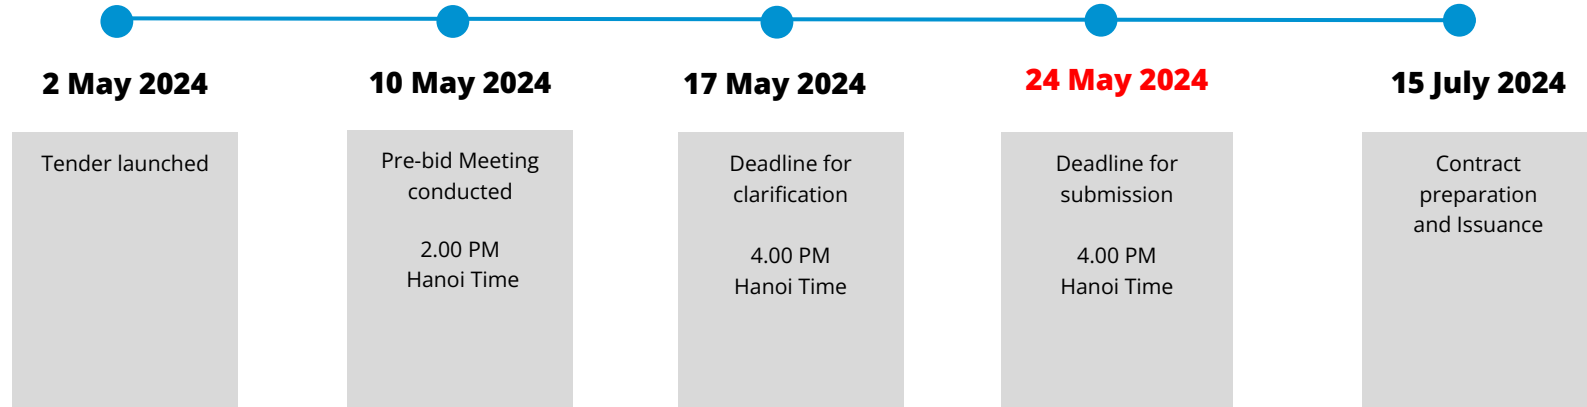 2 May 2024
Tender launched
10 May 2024
Pre-bid Meeting
conducted
2.00 PM
Hanoi Time
17 May 2024
Deadline for
clarification
4.00 PM
Hanoi Time
24 May 2024
Deadline for
submission
4.00 PM
Hanoi Time
15 July 2024
Contract
preparation
and Issuance